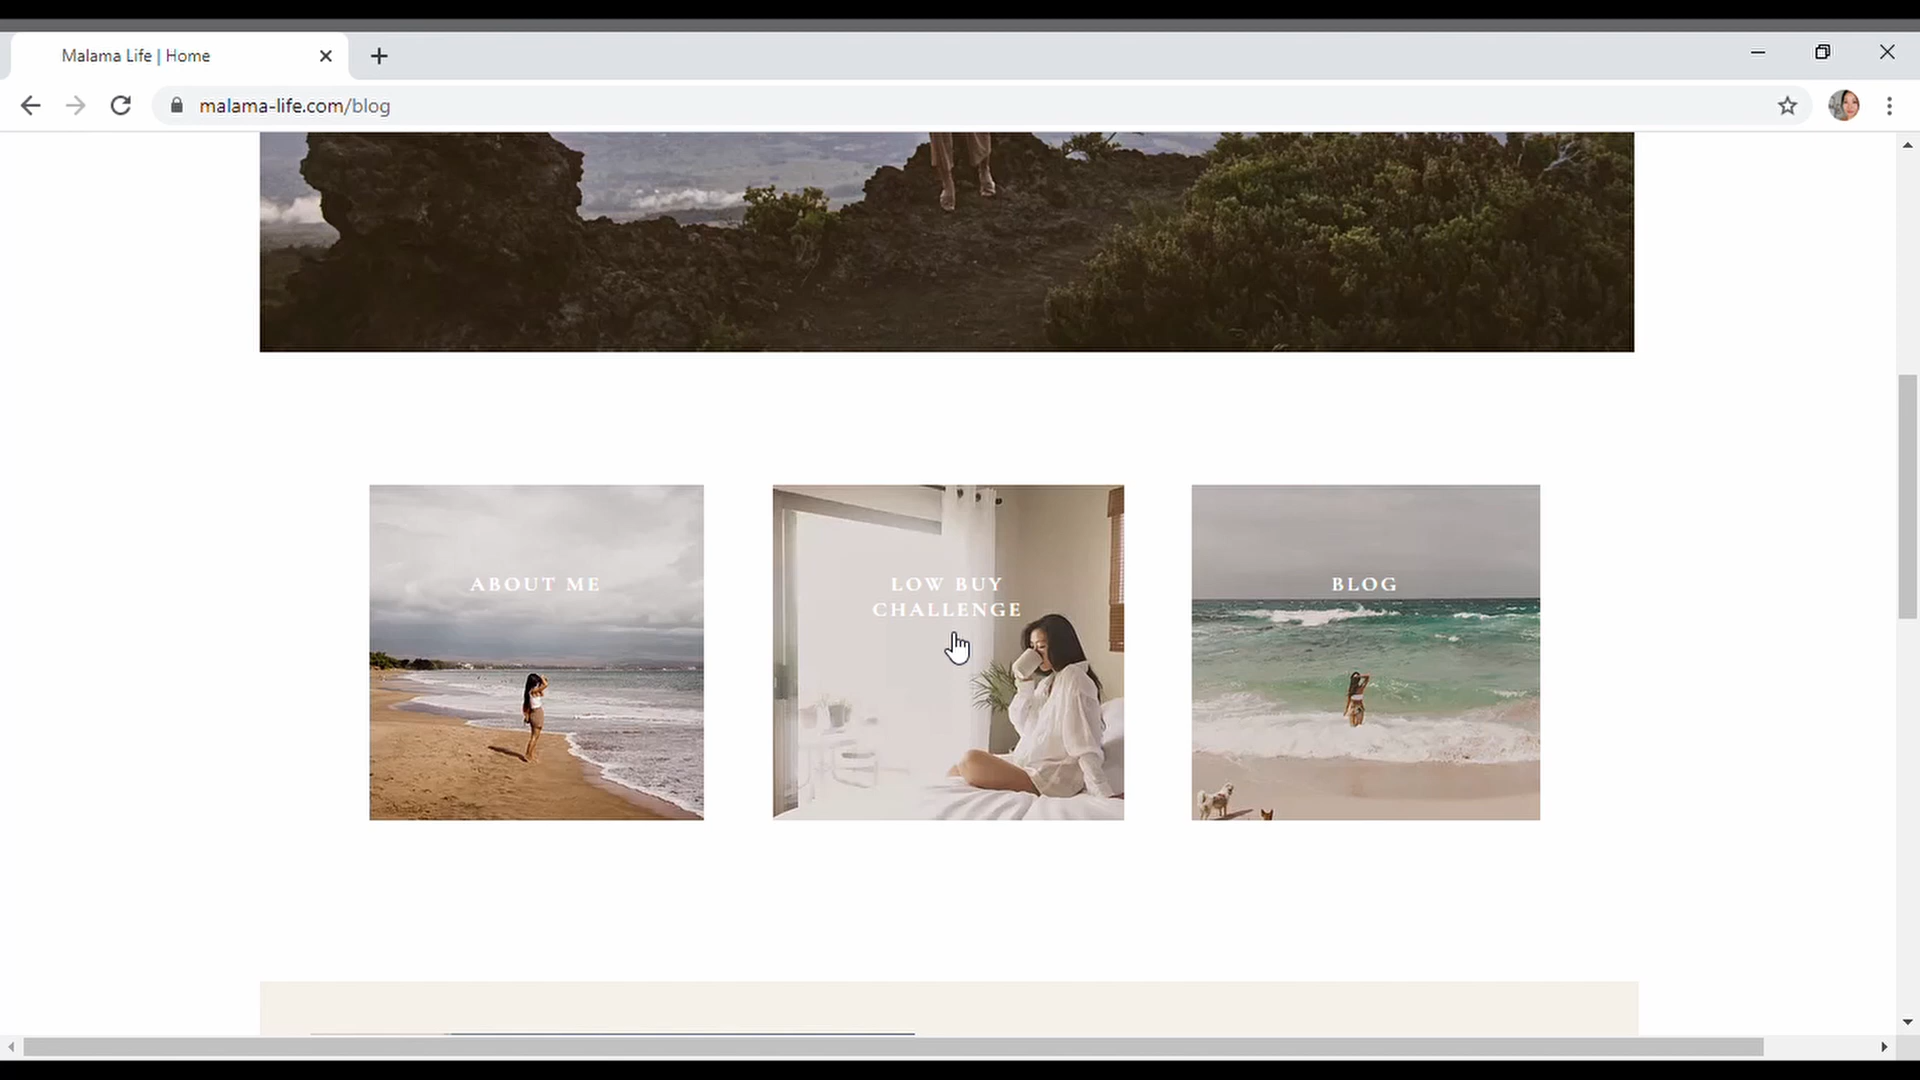 Malama Life | Home
malama-life.com/blog
ABOUT ME
LOW BUY
CHALLENGE
BLOG